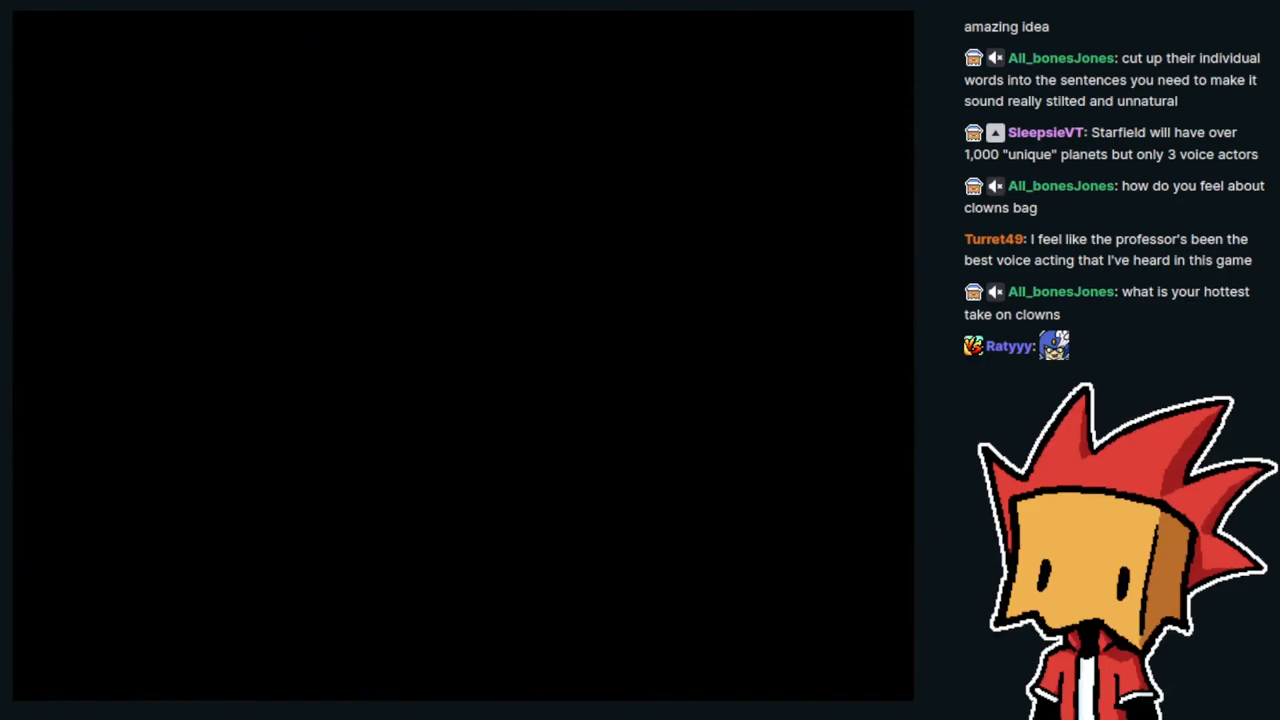 amazing idea
All_bonesJones: cut up their individual
words into the sentences you need to make it
sound really stilted and unnatural
SleepsieVT: Starfield will have over
1,000 "unique" planets but only 3 voice actors
All_bonesJones: how do you feel about
clowns bag
Turret49: I feel like the professor's been the
best voice acting that I've heard in this game
All_bonesJones: what is your hottest
take on clowns
Ratyyy: